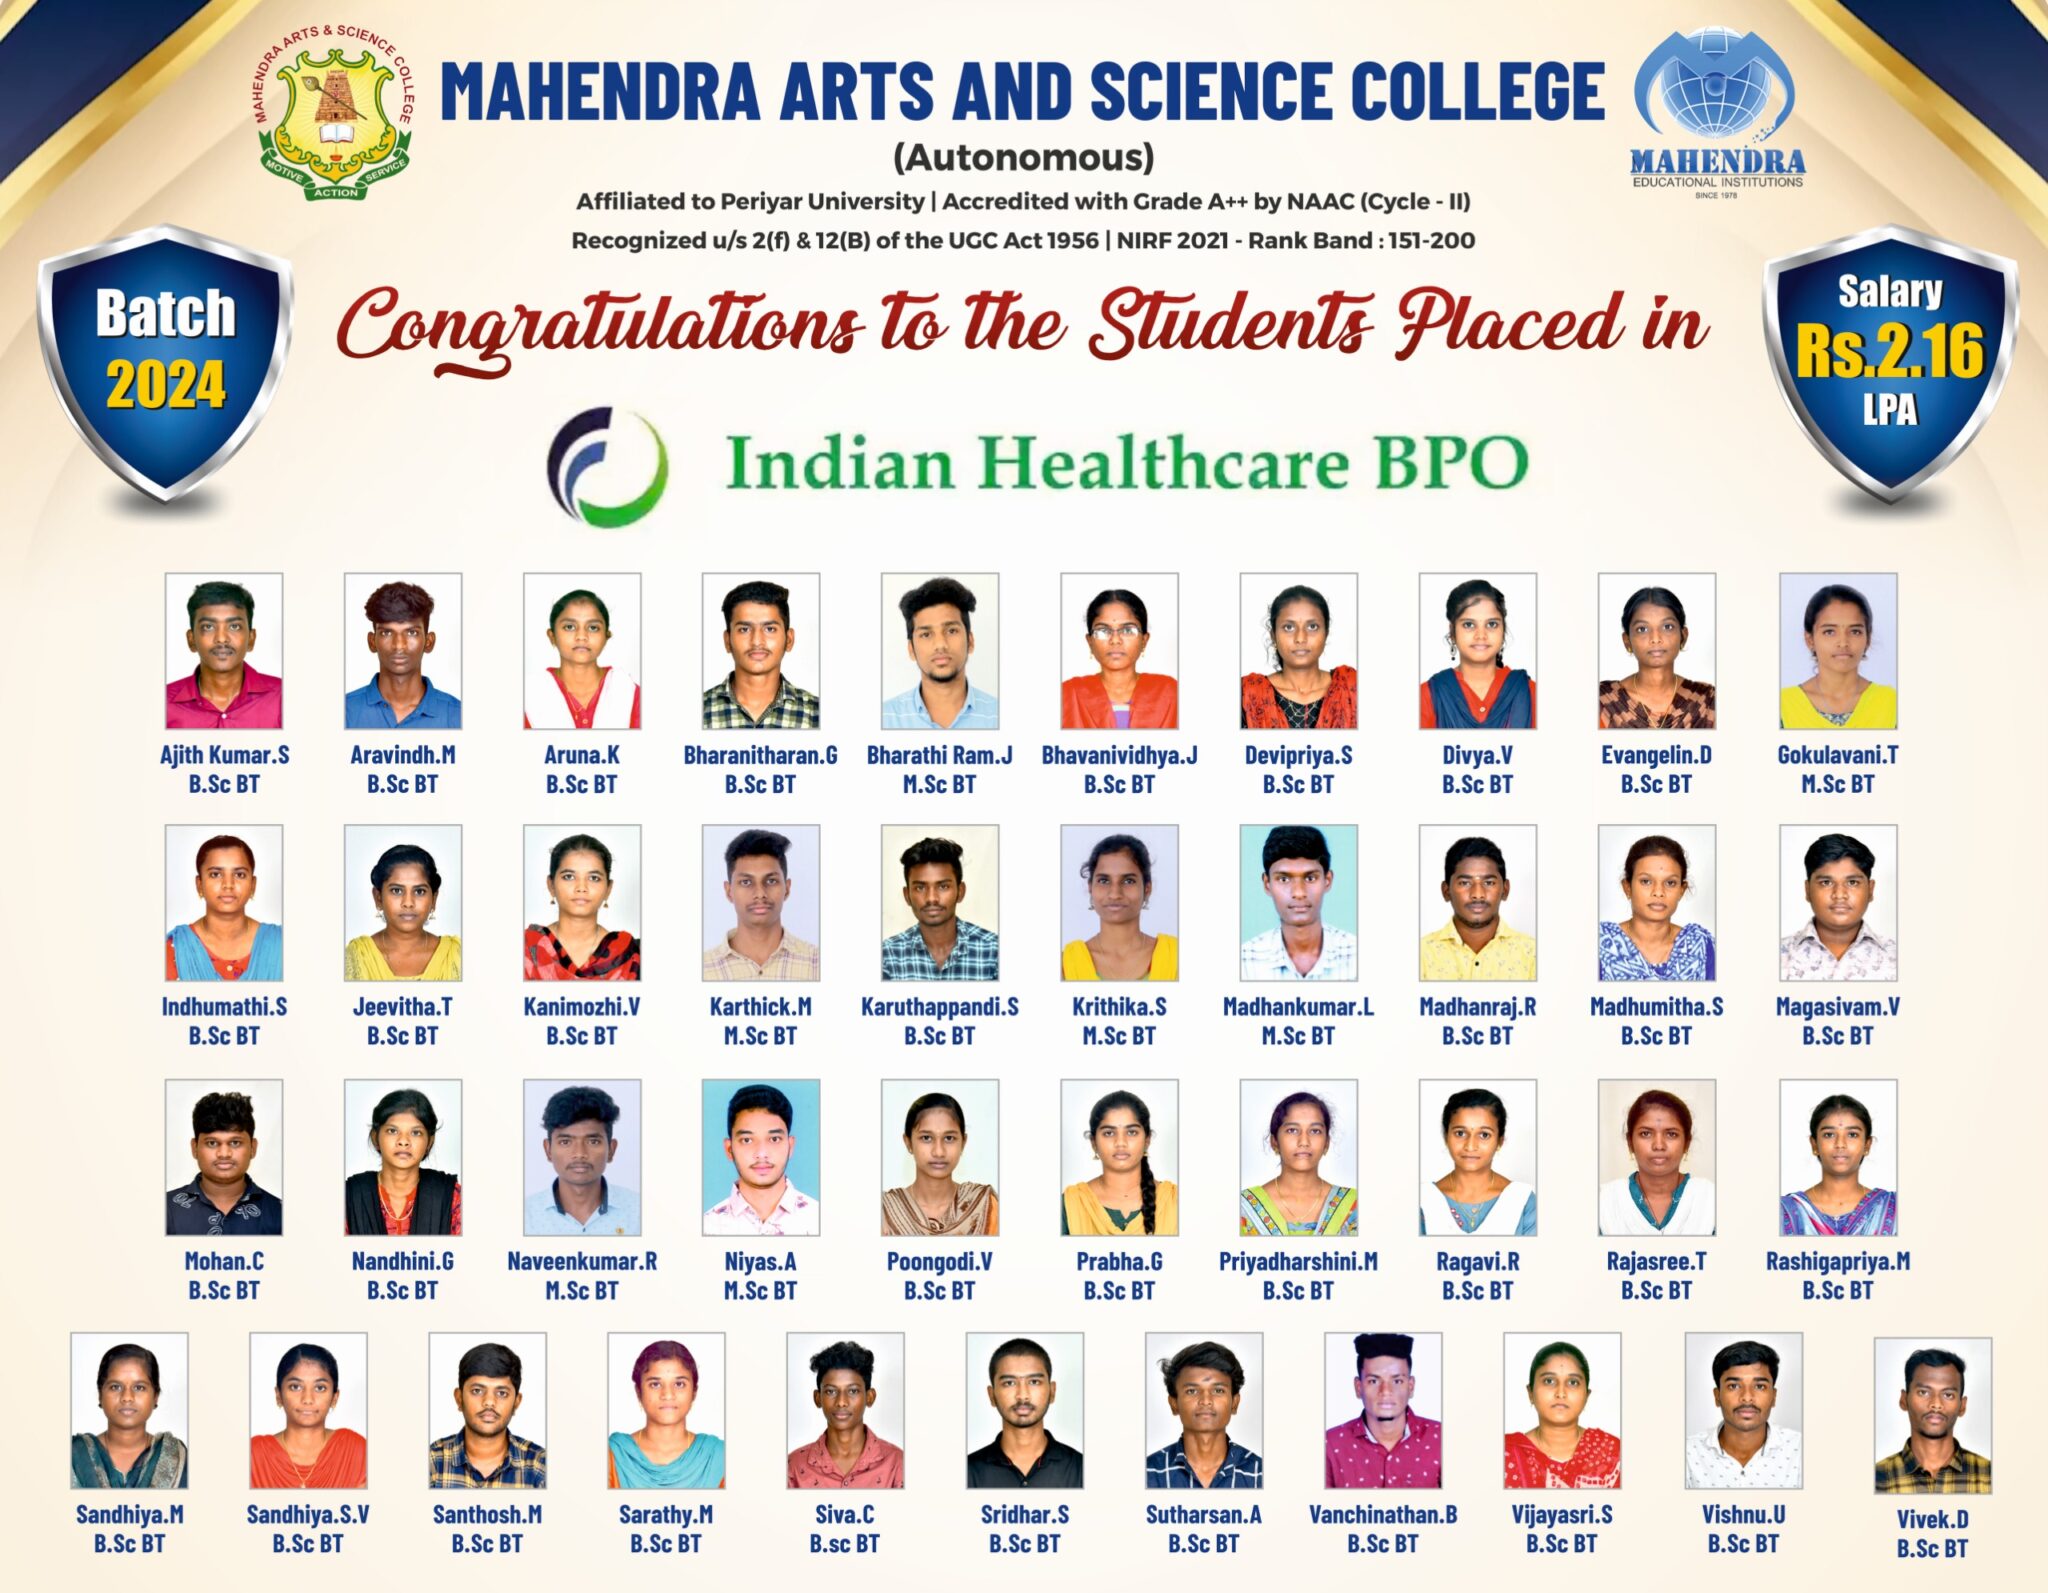 MAHENDRA ARTS & SCIENCE COLLEGE
MOTIVE ACTION SERVICE
MAHENDRA ARTS AND SCIENCE COLLEGE
(Autonomous)
Affiliated to Periyar University | Accredited with Grade A++ by NAAC (Cycle - II)
Recognized u/s 2(f) & 12(B) of the UGC Act 1956 | NIRF 2021 - Rank Band : 151-200
MAHENDRA
EDUCATIONAL INSTITUTIONS
SINCE 1978
Batch
2024
Congratulations to the Students Placed in
Salary
Rs.2.16
LPA
Indian Healthcare BPO
Ajith Kumar.S Aravindh.M Aruna.K Bharanitharan.G Bharathi Ram.J Bhavanividhya.J Devipriya.S Divya.V Evangelin.D Gokulavani.T
B.Sc BT B.Sc BT B.Sc BT B.Sc BT M.Sc BT B.Sc BT B.Sc BT B.Sc BT B.Sc BT M.Sc BT
Indhumathi.S Jeevitha.T Kanimozhi.V Karthick.M Karuthappandi.S Krithika.S Madhankumar.L Madhanraj.R Madhumitha.S Magasivam.V
B.Sc BT B.Sc BT B.Sc BT M.Sc BT B.Sc BT M.Sc BT M.Sc BT B.Sc BT B.Sc BT B.Sc BT
Mohan.C Nandhini.G Naveenkumar.R Niyas.A Poongodi.V Prabha.G Priyadharshini.M Ragavi.R Rajasree.T Rashigapriya.M
B.Sc BT B.Sc BT M.Sc BT M.Sc BT B.Sc BT B.Sc BT B.Sc BT B.Sc BT B.Sc BT B.Sc BT
Sandhiya.M Sandhiya.S.V Santhosh.M Sarathy.M Siva.C Sridhar.S Sutharsan.A Vanchinathan.B Vijayasri.S Vishnu.U Vivek.D
B.Sc BT B.Sc BT B.Sc BT B.Sc BT B.sc BT B.Sc BT B.Sc BT B.Sc BT B.Sc BT B.Sc BT B.Sc BT